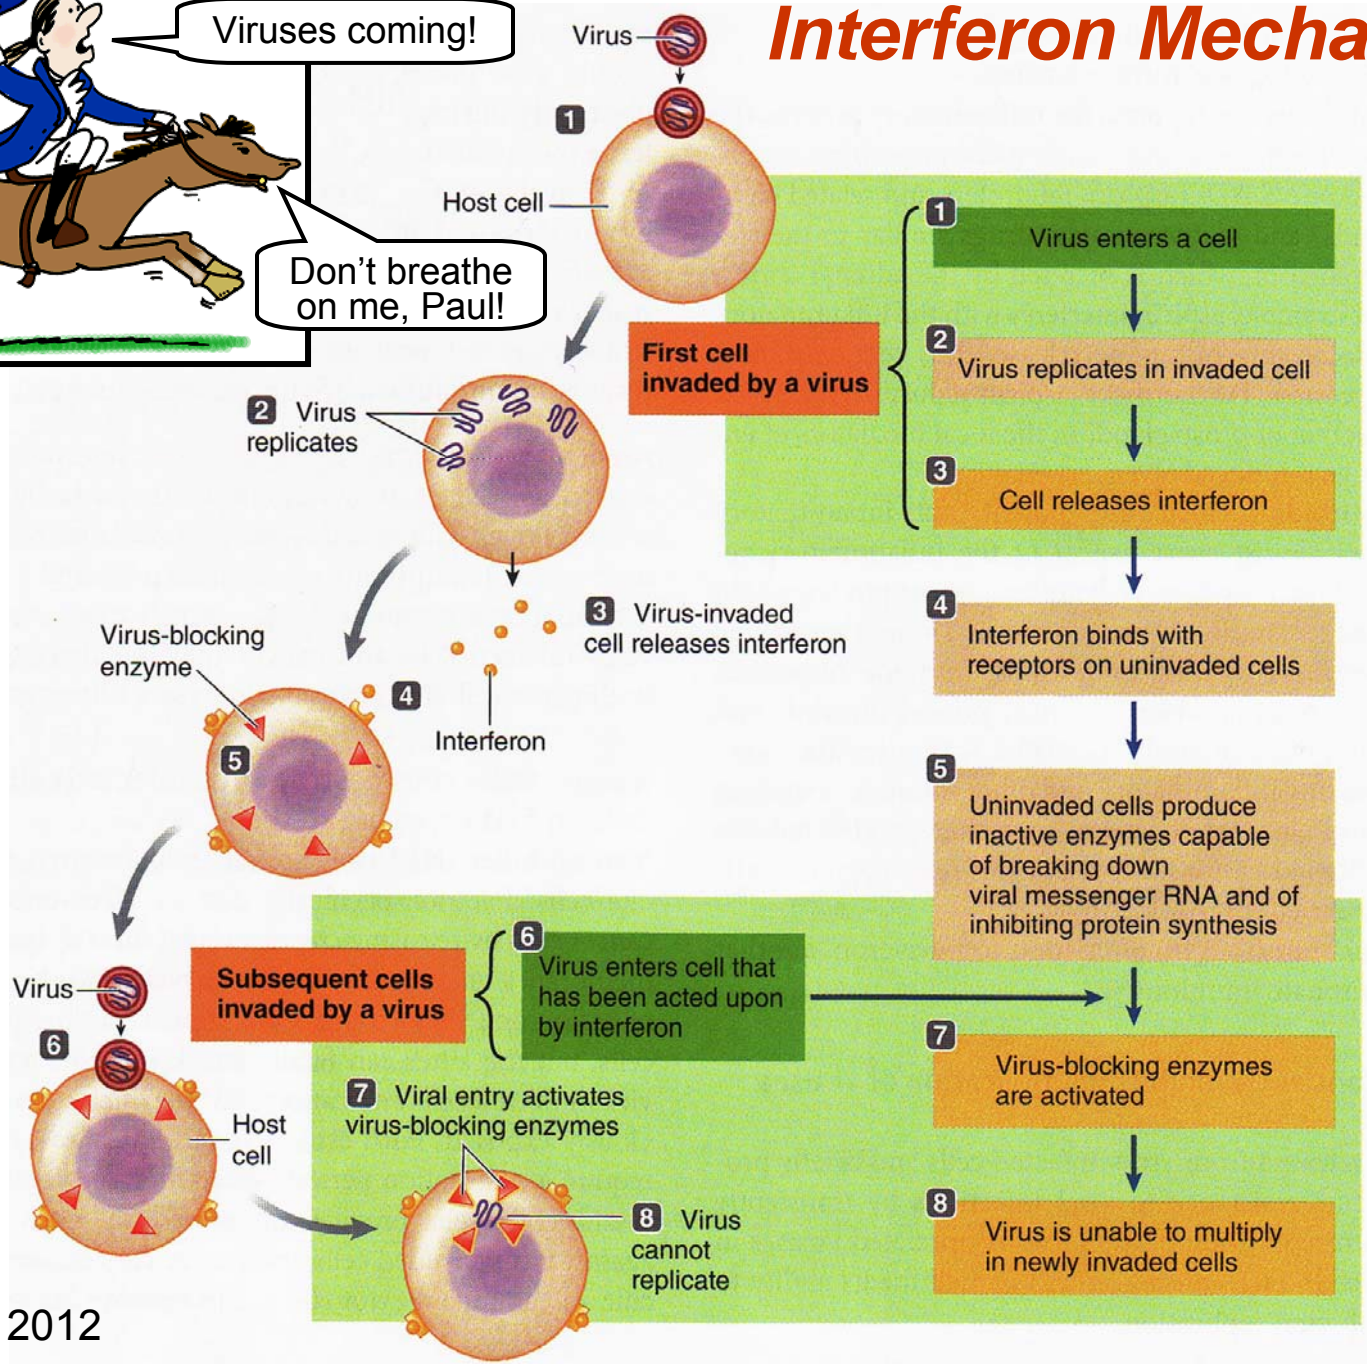 Interferon Mecha
Viruses coming!
Don't breathe
on me, Paul!
Virus
1
Host cell
2 Virus
replicates
3 Virus-invaded
cell releases interferon
Virus-blocking
enzyme
4
Interferon
5
Virus
6
Host
cell
7 Viral entry activates
virus-blocking enzymes
8 Virus
cannot
replicate
First cell
invaded by a virus
1
Virus enters a cell
2
Virus replicates in invaded cell
3
Cell releases interferon
4
Interferon binds with
receptors on uninvaded cells
5
Uninvaded cells produce
inactive enzymes capable
of breaking down
viral messenger RNA and of
inhibiting protein synthesis
Subsequent cells
invaded by a virus
6
Virus enters cell that
has been acted upon
by interferon
7
Virus-blocking enzymes
are activated
8
Virus is unable to multiply
in newly invaded cells
2012